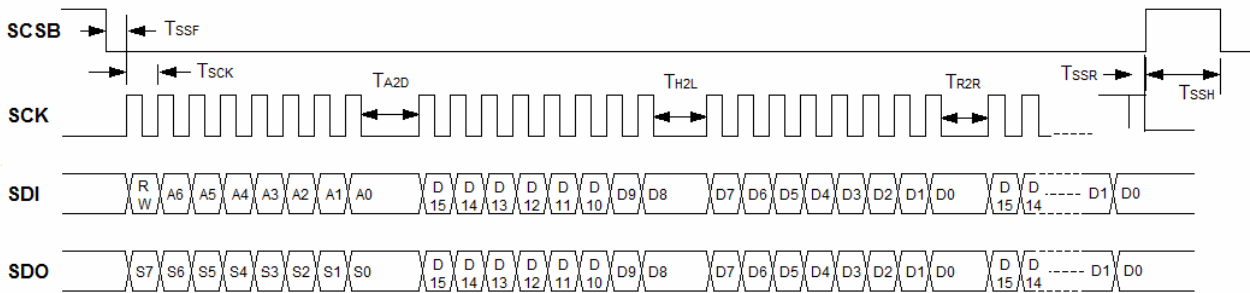 SCSB TSSF
TSCK TA2D TH2L TR2R TSSR TSSH
SCK
SDI R W A6 A5 A4 A3 A2 A1 A0 D 15 D 14 D 13 D 12 D 11 D 10 D9 D8 D7 D6 D5 D4 D3 D2 D1 D0 D 15 D 14 D1 D0
SDO S7 S6 S5 S4 S3 S2 S1 S0 D 15 D 14 D 13 D 12 D 11 D 10 D9 D8 D7 D6 D5 D4 D3 D2 D1 D0 D 15 D 14 D1 D0